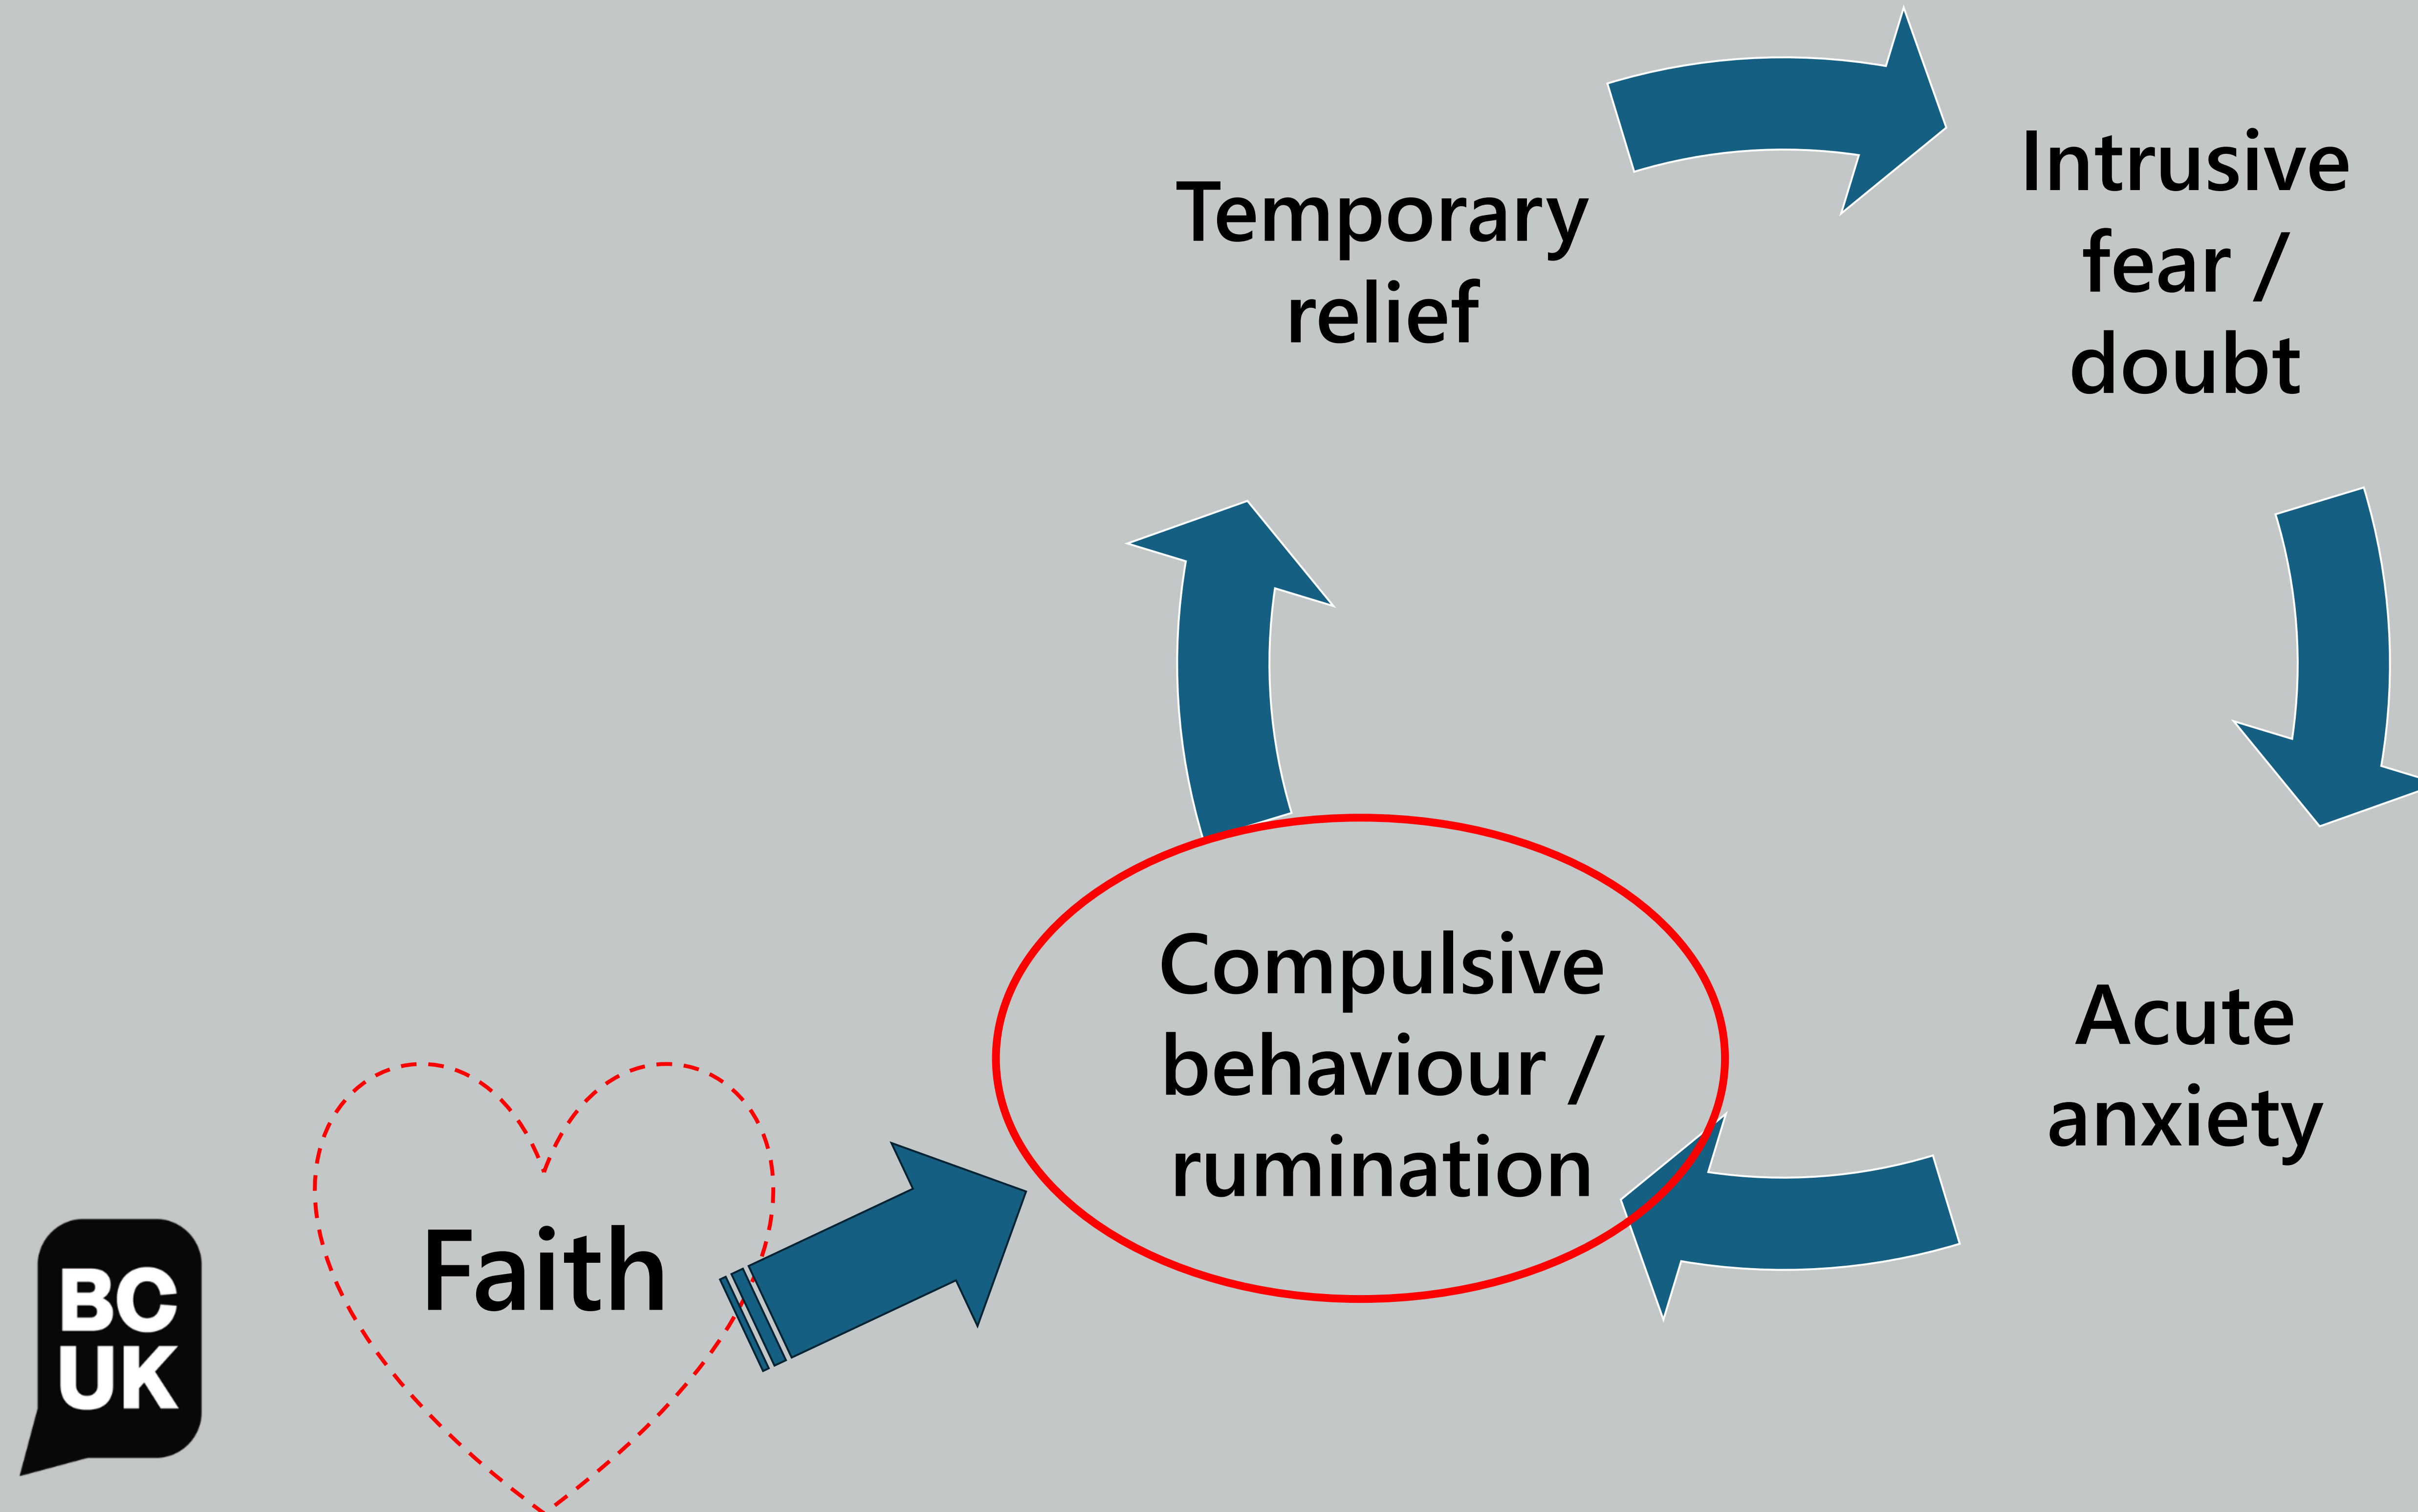 Temporary
relief
Intrusive
fear /
doubt
Compulsive
behaviour /
rumination
Acute
anxiety
Faith
BC
UK